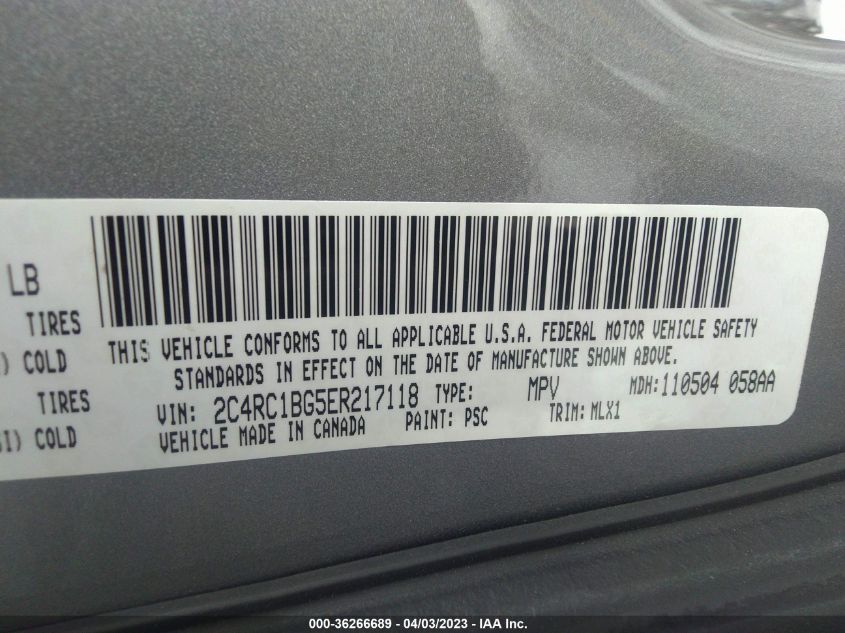 LB
TIRES
) COLD
THIS VEHICLE CONFORMS TO ALL APPLICABLE U.S.A. FEDERAL MOTOR VEHICLE SAFETY
STANDARDS IN EFFECT ON THE DATE OF MANUFACTURE SHOWN ABOVE.
TIRES
VIN: 2C4RC1BG5ER217118 TYPE: MPV MDH:110504 058AA
SI) COLD
VEHICLE MADE IN CANADA PAINT: PSC TRIM: MLX1
000-36266689 - 04/03/2023 - IAA Inc.